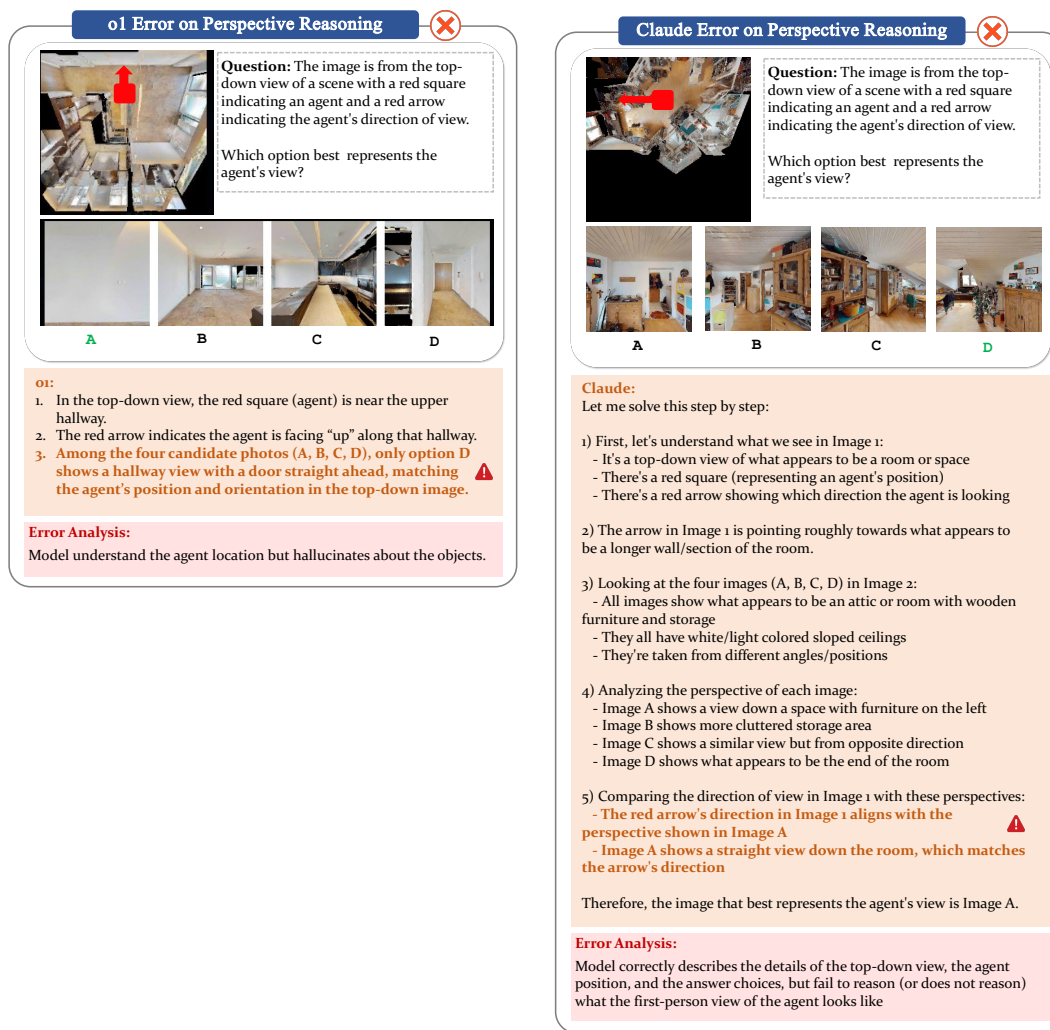 o1 Error on Perspective Reasoning
Question: The image is from the top-
down view of a scene with a red square
indicating an agent and a red arrow
indicating the agent's direction of view.
Which option best represents the
agent's view?
A B C D
o1:
1. In the top-down view, the red square (agent) is near the upper
hallway.
2. The red arrow indicates the agent is facing “up” along that hallway.
3. Among the four candidate photos (A, B, C, D), only option D
shows a hallway view with a door straight ahead, matching
the agent’s position and orientation in the top-down image.
Error Analysis:
Model understand the agent location but hallucinates about the objects.
Claude Error on Perspective Reasoning
Question: The image is from the top-
down view of a scene with a red square
indicating an agent and a red arrow
indicating the agent's direction of view.
Which option best represents the
agent's view?
A B C D
Claude:
Let me solve this step by step:
1) First, let's understand what we see in Image 1:
- It's a top-down view of what appears to be a room or space
- There's a red square (representing an agent's position)
- There's a red arrow showing which direction the agent is looking
2) The arrow in Image 1 is pointing roughly towards what appears to
be a longer wall/section of the room.
3) Looking at the four images (A, B, C, D) in Image 2:
- All images show what appears to be an attic or room with wooden
furniture and storage
- They all have white/light colored sloped ceilings
- They're taken from different angles/positions
4) Analyzing the perspective of each image:
- Image A shows a view down a space with furniture on the left
- Image B shows more cluttered storage area
- Image C shows a similar view but from opposite direction
- Image D shows what appears to be the end of the room
5) Comparing the direction of view in Image 1 with these perspectives:
- The red arrow's direction in Image 1 aligns with the
perspective shown in Image A
- Image A shows a straight view down the room, which matches
the arrow's direction
Therefore, the image that best represents the agent's view is Image A.
Error Analysis:
Model correctly describes the details of the top-down view, the agent
position, and the answer choices, but fail to reason (or does not reason)
what the first-person view of the agent looks like